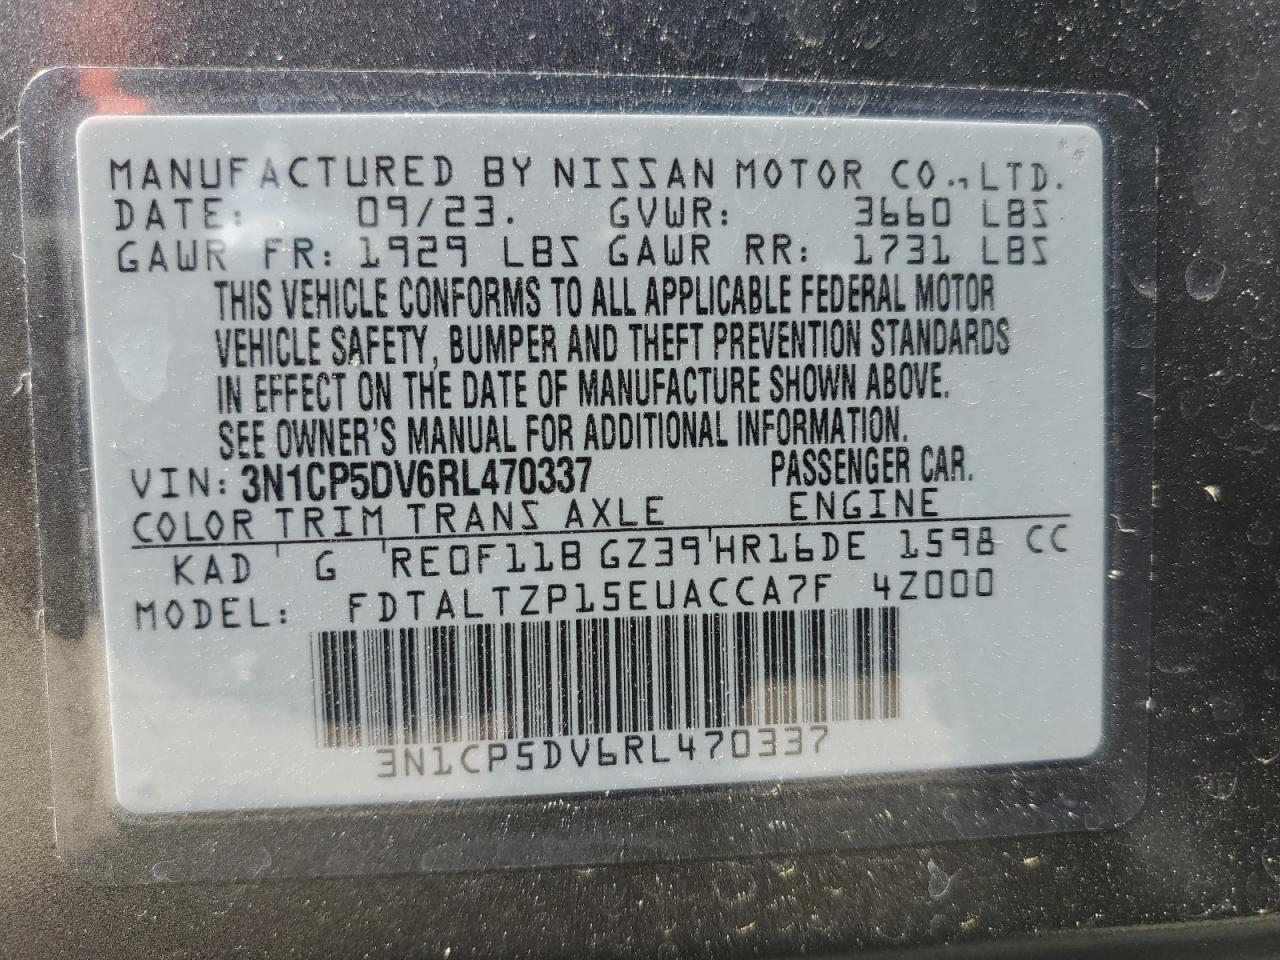 MANUFACTURED BY NISSAN MOTOR CO., LTD.
DATE: 09/23. GVWR: 3660 LBS
GAWR FR: 1929 LBS GAWR RR: 1731 LBS
THIS VEHICLE CONFORMS TO ALL APPLICABLE FEDERAL MOTOR
VEHICLE SAFETY, BUMPER AND THEFT PREVENTION STANDARDS
IN EFFECT ON THE DATE OF MANUFACTURE SHOWN ABOVE.
SEE OWNER'S MANUAL FOR ADDITIONAL INFORMATION.
VIN: 3N1CP5DV6RL470337 PASSENGER CAR.
COLOR TRIM TRANS AXLE ENGINE
KAD G RE0F11B GZ39 HR16DE 1598 CC
MODEL: FDTALTZP15EUACCA7F 4Z000
3N1CP5DV6RL470337